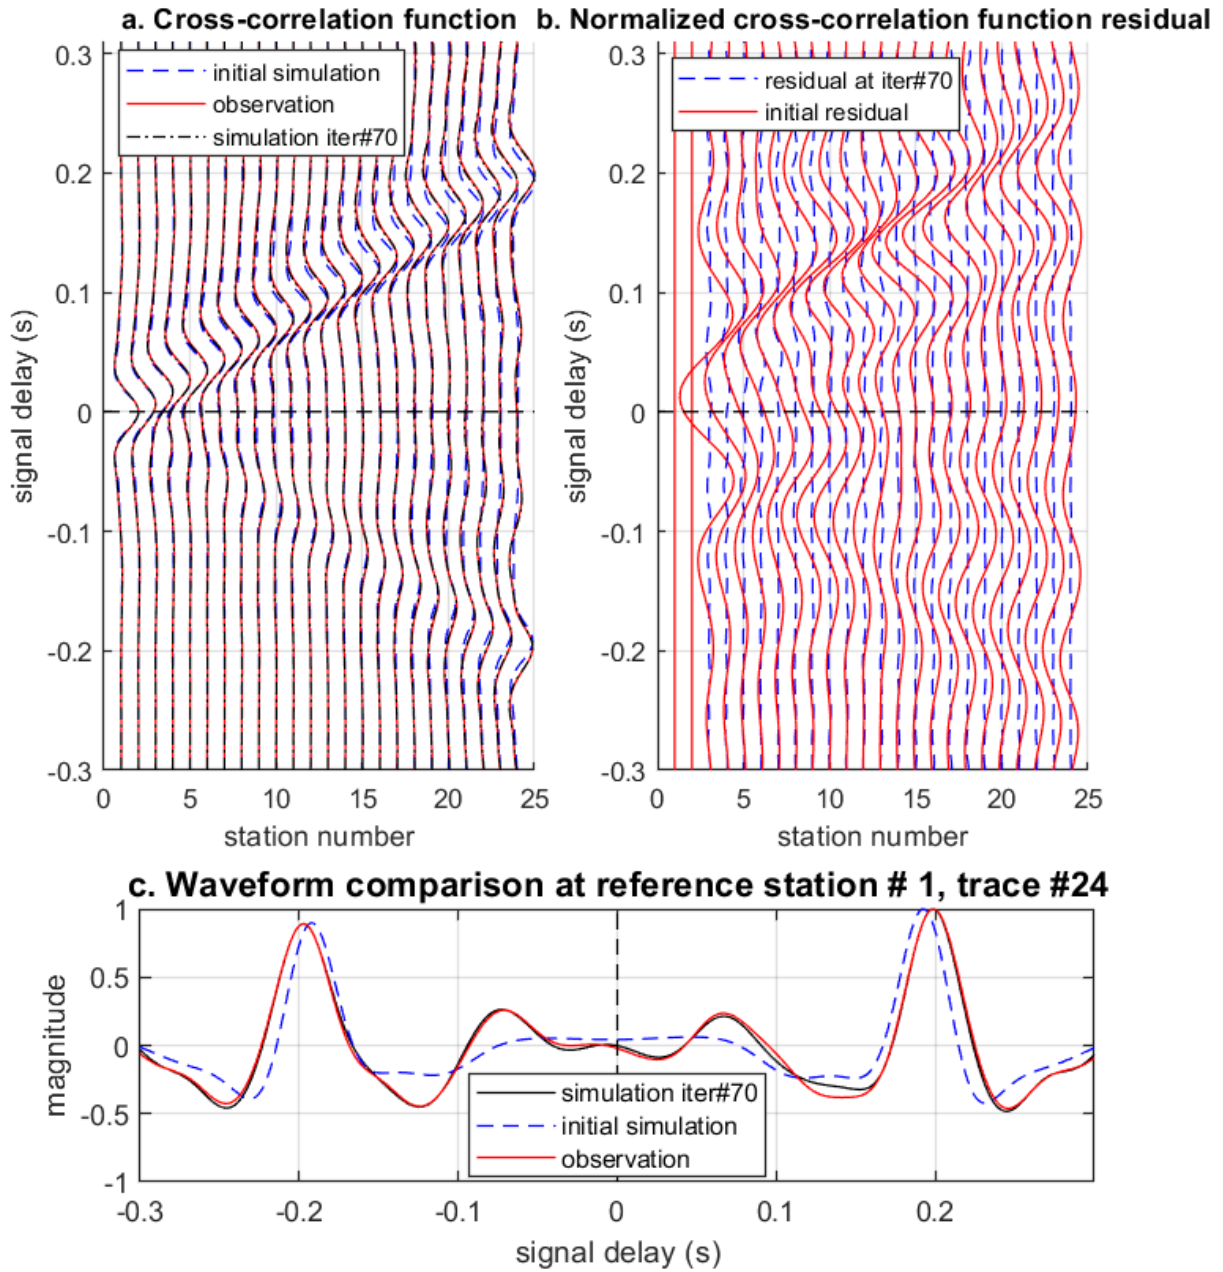 a. Cross-correlation function
b. Normalized cross-correlation function residual
0.3
0.2
0.1
0
-0.1
-0.2
-0.3
signal delay (s)
initial simulation
observation
simulation iter#70
0
5
10
15
20
25
station number
0.3
0.2
0.1
0
-0.1
-0.2
-0.3
signal delay (s)
residual at iter#70
initial residual
0
5
10
15
20
25
station number
c. Waveform comparison at reference station # 1, trace #24
1
0.5
0
-0.5
-1
magnitude
simulation iter#70
initial simulation
observation
-0.3
-0.2
-0.1
0
0.1
0.2
signal delay (s)